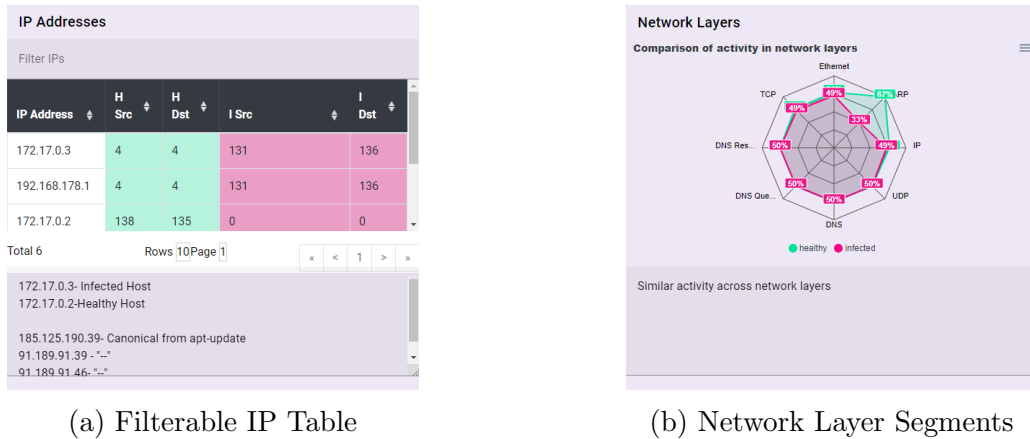 IP Addresses
Filter IPs
IP Address H Src H Dst I Src I Dst
172.17.0.3 4 4 131 136
192.168.178.1 4 4 131 136
172.17.0.2 138 135 0 0
Total 6 Rows 10 Page 1 « < 1 > »
172.17.0.3- Infected Host
172.17.0.2-Healthy Host
185.125.190.39- Canonical from apt-update
91.189.91.39 - "--"
91.189.91.46- "--"
(a) Filterable IP Table
Network Layers
Comparison of activity in network layers
Ethernet
TCP 49% 67% RP
49% 33%
DNS Res... 50% 49% IP
DNS Que... 50% 50% UDP
50%
DNS
healthy infected
Similar activity across network layers
(b) Network Layer Segments